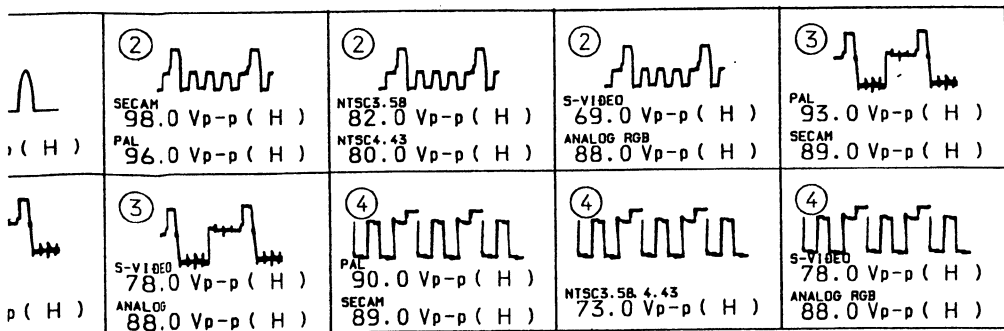 ( H )
②
SECAM
98.0 Vp-p ( H )
PAL
96.0 Vp-p ( H )
②
NTSC3.58
82.0 Vp-p ( H )
NTSC4.43
80.0 Vp-p ( H )
②
S-VIDEO
69.0 Vp-p ( H )
ANALOG RGB
88.0 Vp-p ( H )
③
PAL
93.0 Vp-p ( H )
SECAM
89.0 Vp-p ( H )
p ( H )
③
S-VIDEO
78.0 Vp-p ( H )
ANALOG
88.0 Vp-p ( H )
④
PAL
90.0 Vp-p ( H )
SECAM
89.0 Vp-p ( H )
④
NTSC3.58, 4.43
73.0 Vp-p ( H )
④
S-VIDEO
78.0 Vp-p ( H )
ANALOG RGB
88.0 Vp-p ( H )